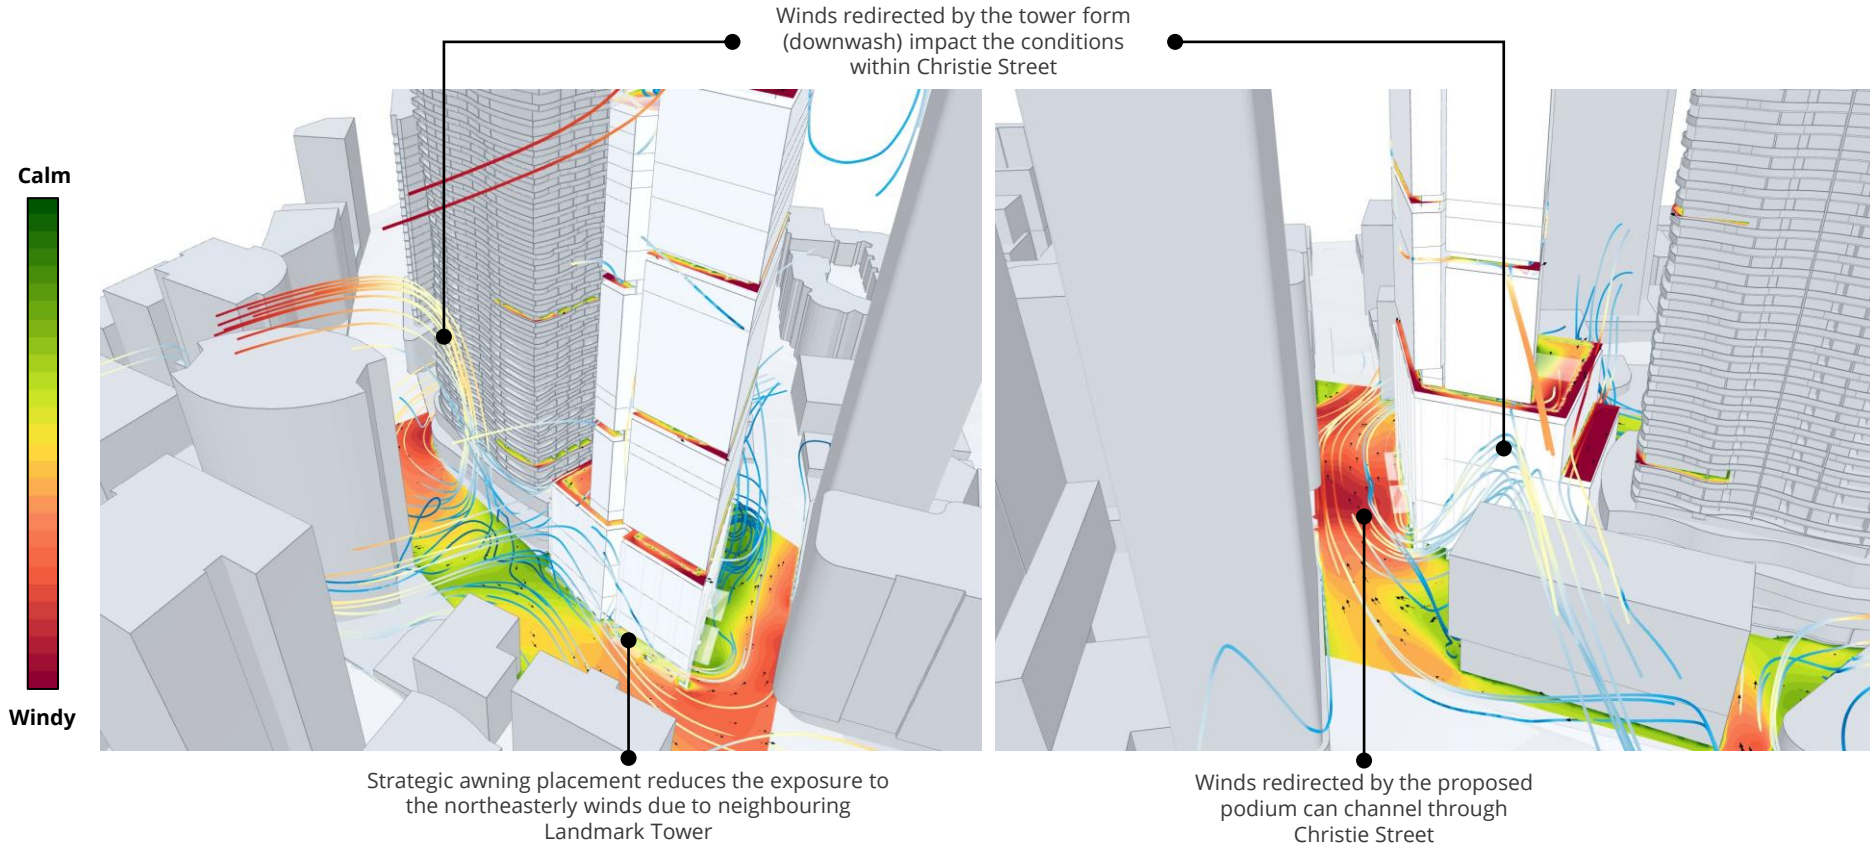 Winds redirected by the tower form
(downwash) impact the conditions
within Christie Street
Calm
Windy
Strategic awning placement reduces the exposure to
the northeasterly winds due to neighbouring
Landmark Tower
Winds redirected by the proposed
podium can channel through
Christie Street